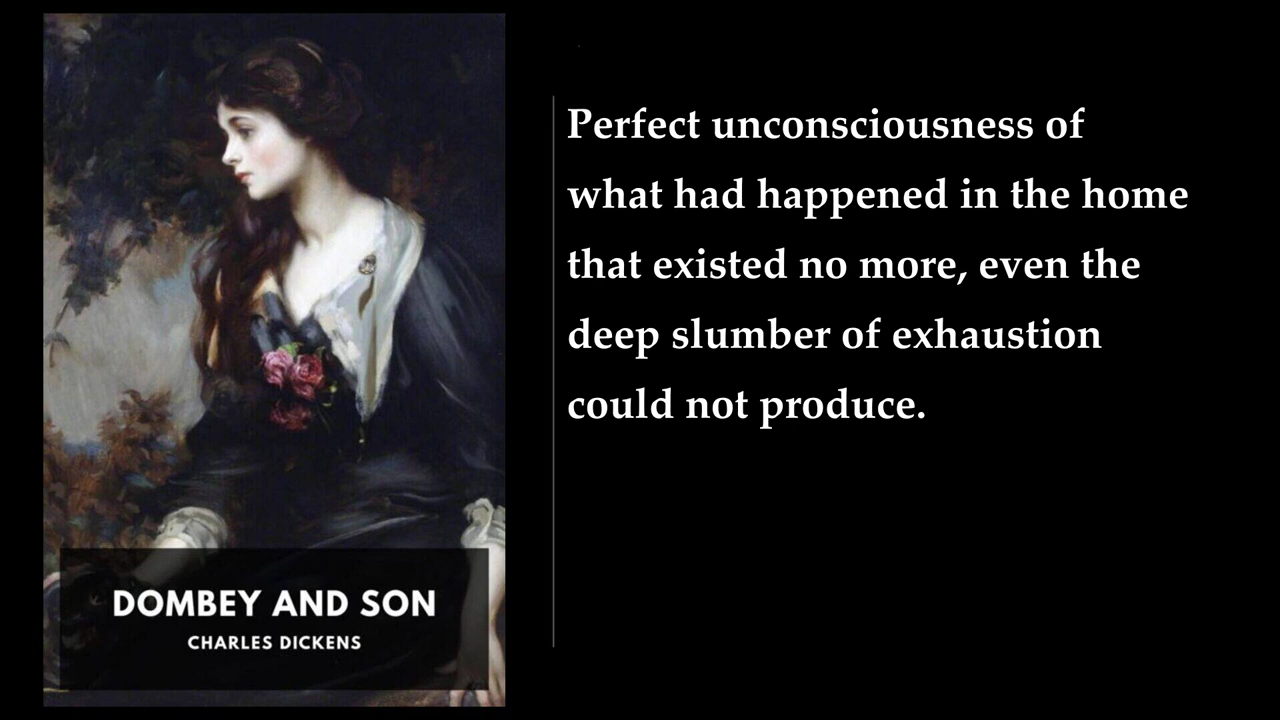 DOMBEY AND SON
CHARLES DICKENS
Perfect unconsciousness of
what had happened in the home
that existed no more, even the
deep slumber of exhaustion
could not produce.